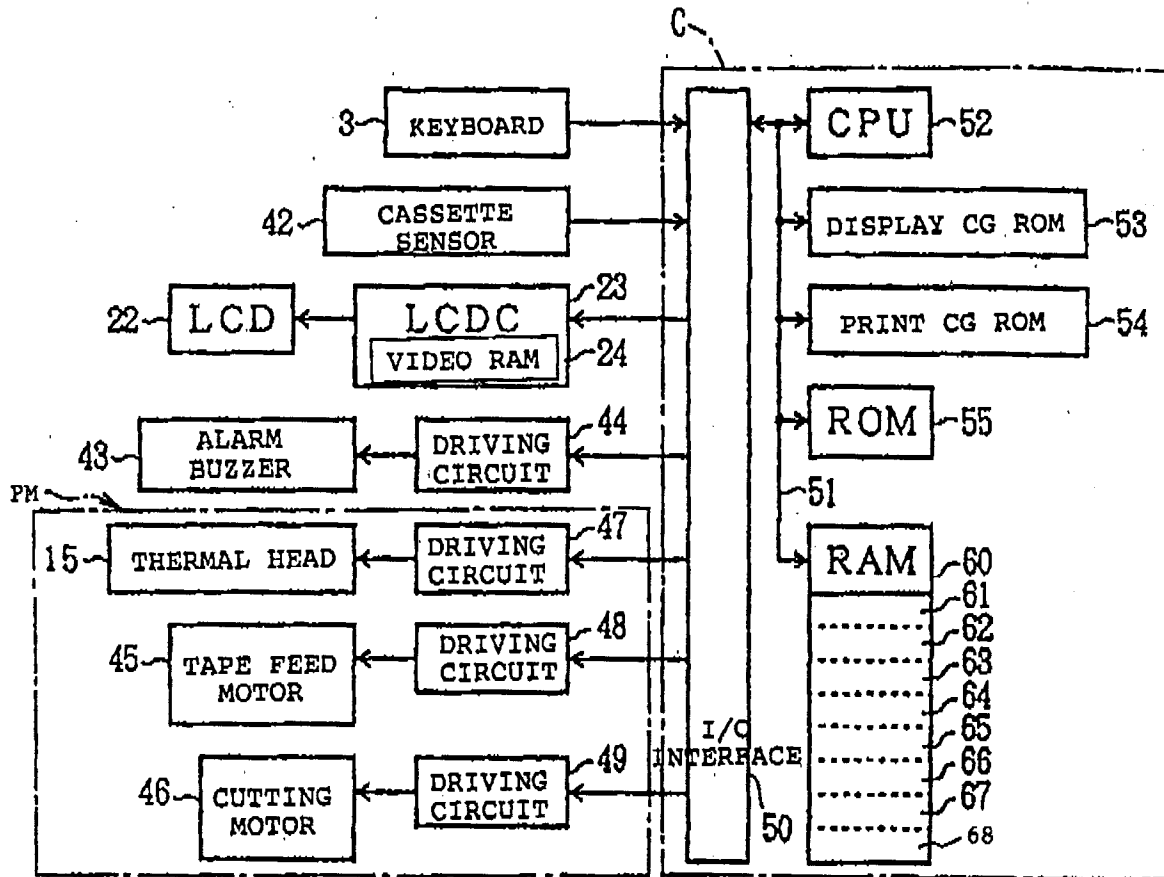 C
3 KEYBOARD
CPU 52
42 CASSETTE
SENSOR
DISPLAY CG ROM 53
22 LCD
LCDC 23
VIDEO RAM 24
PRINT CG ROM 54
43 ALARM
BUZZER
DRIVING
CIRCUIT 44
ROM 55
51
PM
15 THERMAL HEAD
DRIVING
CIRCUIT 47
RAM 60
61
62
63
64
65
66
67
68
45 TAPE FEED
MOTOR
DRIVING
CIRCUIT 48
I/O
INTERFACE
50
46 CUTTING
MOTOR
DRIVING
CIRCUIT 49